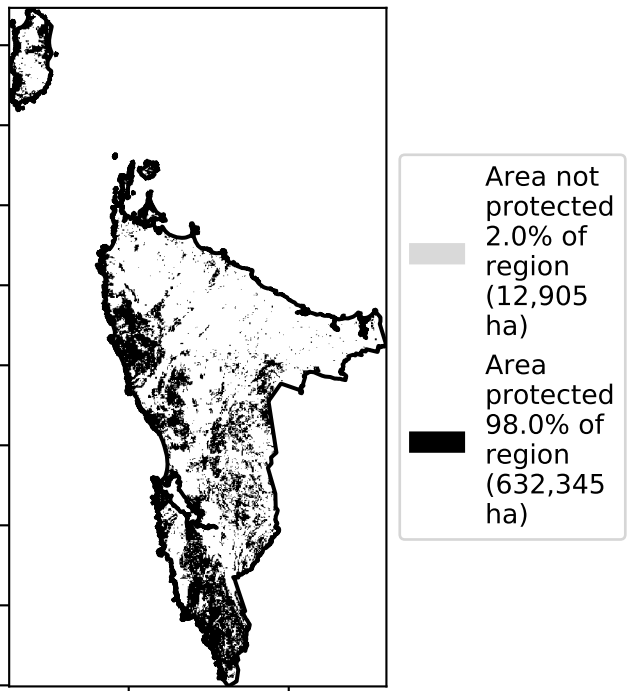 Area not
protected
2.0% of
region
(12,905
ha)
Area
protected
98.0% of
region
(632,345
ha)